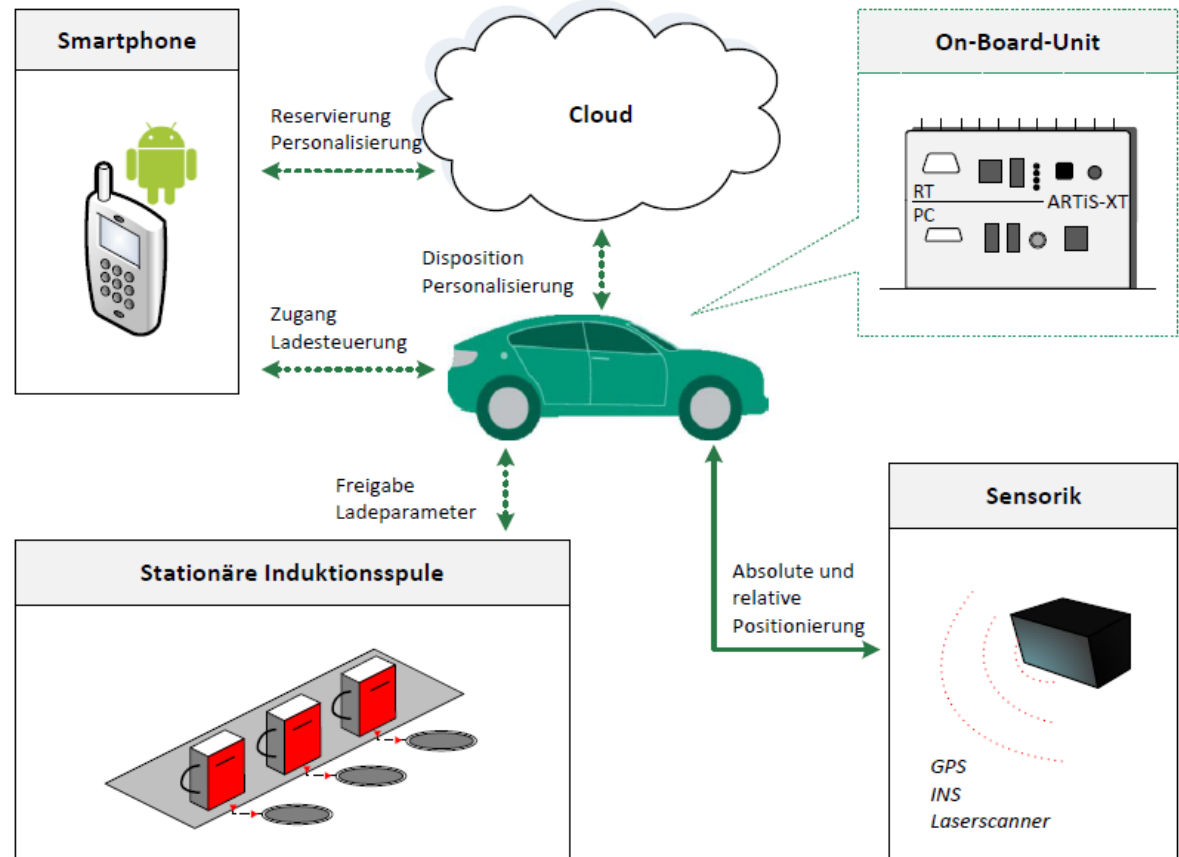 Smartphone
Cloud
On-Board-Unit
Reservierung
Personalisierung
RT
ARTiS-XT
PC
Disposition
Personalisierung
Zugang
Ladesteuerung
Freigabe
Ladeparameter
Sensorik
Stationäre Induktionsspule
Absolute und
relative
Positionierung
GPS
INS
Laserscanner